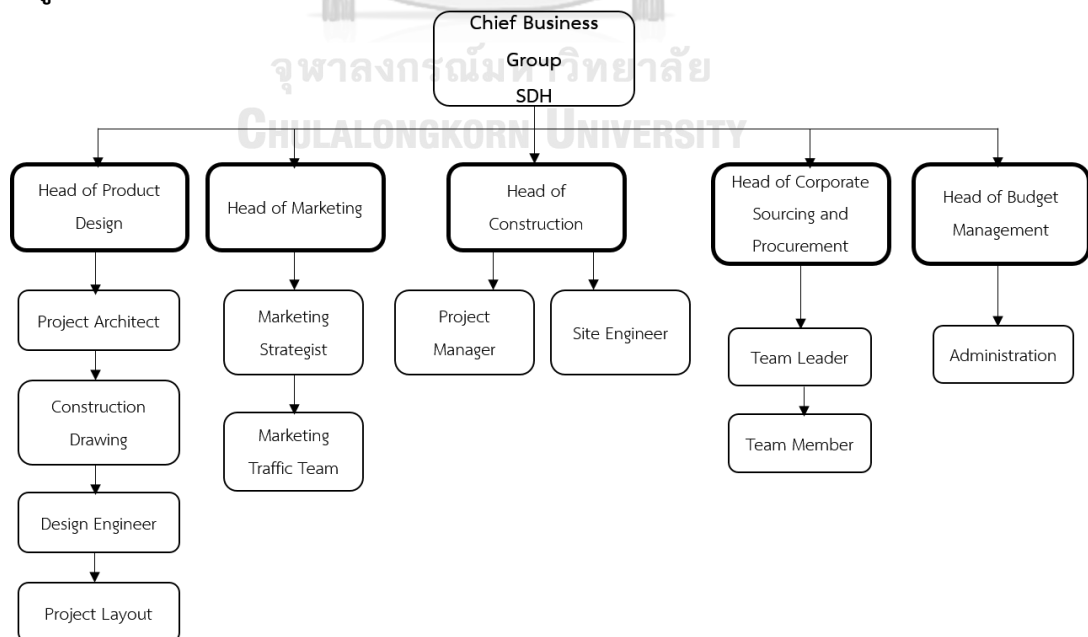 Chief Business
Group
SDH
จุฬาลงกรณ์มหาวิทยาลัย
CHULALONGKORN UNIVERSITY
Head of Product
Design
Head of Marketing
Head of
Construction
Head of Corporate
Sourcing and
Procurement
Head of Budget
Management
Project Architect
Marketing
Strategist
Project
Manager
Site Engineer
Team Leader
Administration
Construction
Drawing
Marketing
Traffic Team
Team Member
Design Engineer
Project Layout